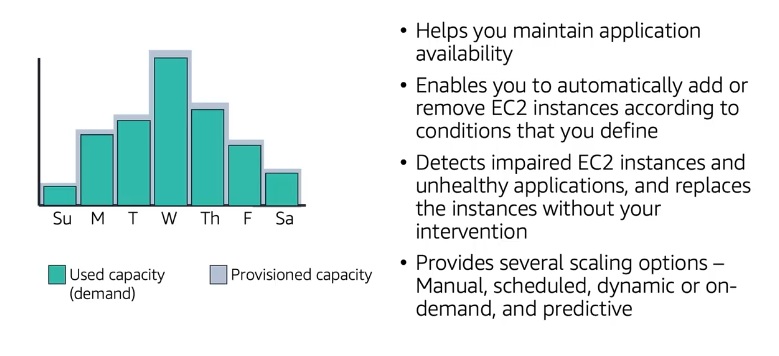 Su M T W Th F Sa
Used capacity
(demand)
Provisioned capacity
• Helps you maintain application
availability
• Enables you to automatically add or
remove EC2 instances according to
conditions that you define
• Detects impaired EC2 instances and
unhealthy applications, and replaces
the instances without your
intervention
• Provides several scaling options –
Manual, scheduled, dynamic or on-
demand, and predictive